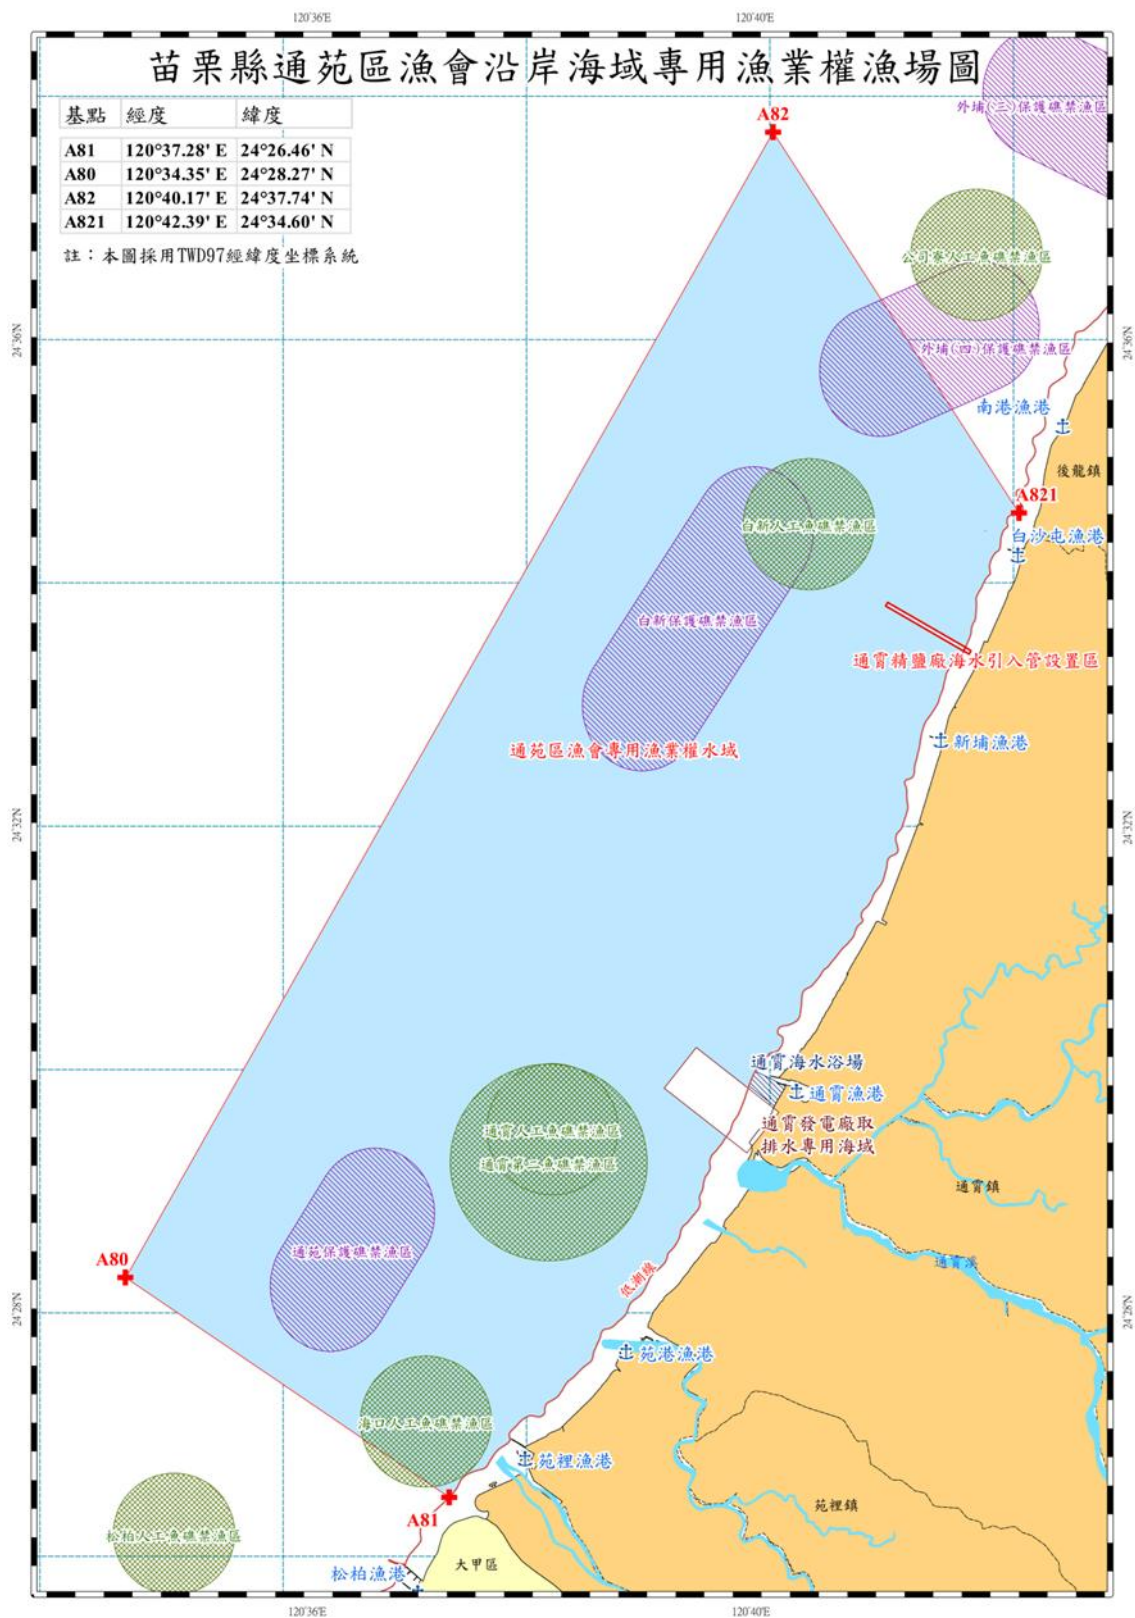 120°36'E
120°40'E
苗栗縣通苑區漁會沿岸海域專用漁業權漁場圖
基點 經度 緯度
A81 120°37.28' E 24°26.46' N
A80 120°34.35' E 24°28.27' N
A82 120°40.17' E 24°37.74' N
A821 120°42.39' E 24°34.60' N
註：本圖採用TWD97經緯度坐標系統
A82
外埔(三)保護礁禁漁區
公司寮人工魚礁禁漁區
24°36'N
24°36'N
外埔(四)保護礁禁漁區
南港漁港
後龍鎮
A821
白沙屯漁港
白新人工魚礁禁漁區
白新保護礁禁漁區
通霄精鹽廠海水引入管設置區
新埔漁港
通苑區漁會專用漁業權水域
24°32'N
24°32'N
通霄海水浴場
通霄漁港
通霄發電廠取
排水專用海域
通霄人工魚礁禁漁區
通霄第二魚礁禁漁區
通霄鎮
通霄溪
通苑保護礁禁漁區
A80
低潮線
24°28'N
24°28'N
苑港漁港
海口人工魚礁禁漁區
苑裡漁港
A81
苑裡鎮
松柏人工魚礁禁漁區
大甲區
松柏漁港
120°36'E
120°40'E